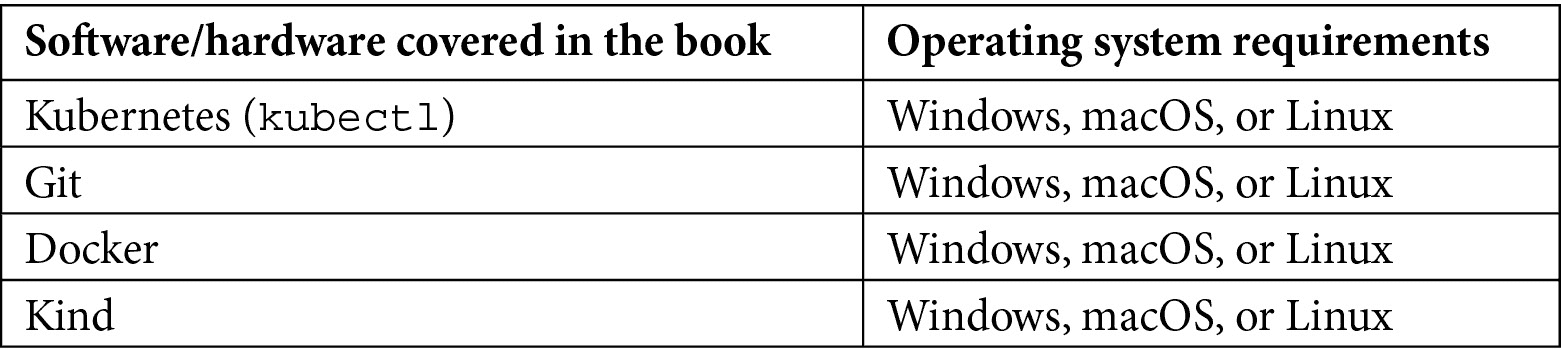 Software/hardware covered in the book Operating system requirements
Kubernetes (kubectl) Windows, macOS, or Linux
Git Windows, macOS, or Linux
Docker Windows, macOS, or Linux
Kind Windows, macOS, or Linux